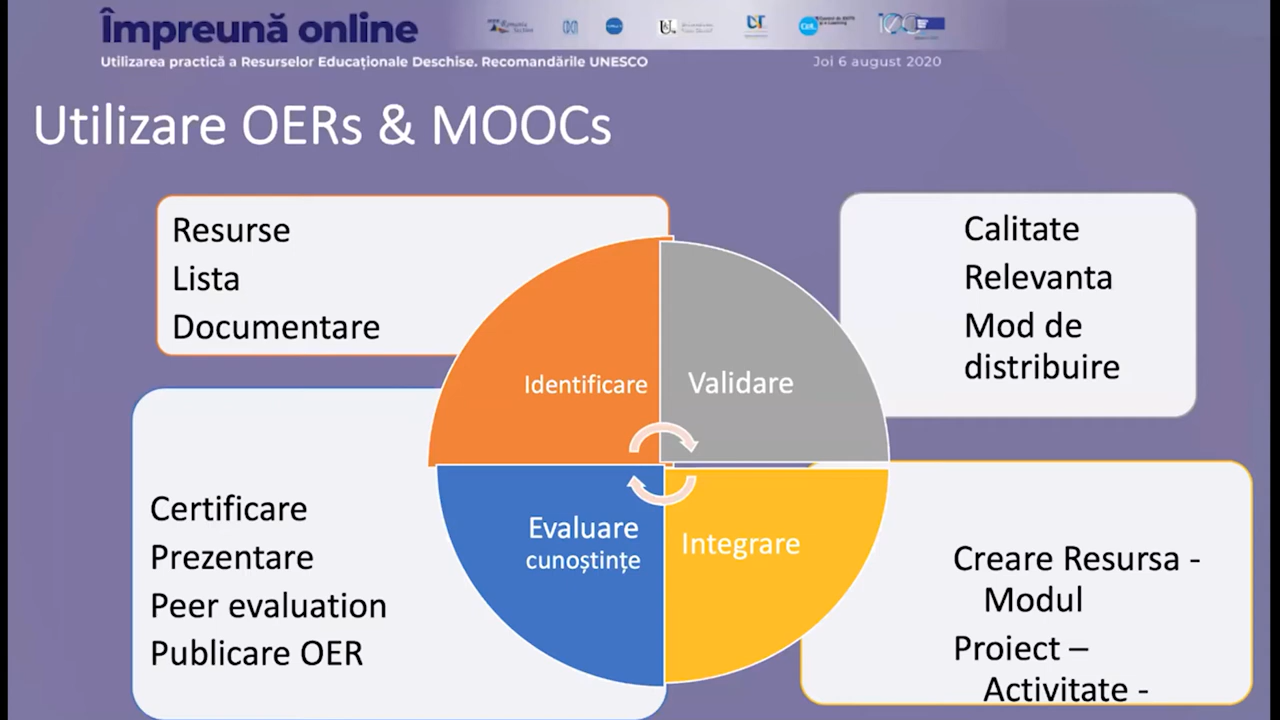 Împreună online
Utilizarea practică a Resurselor Educaționale Deschise. Recomandările UNESCO
Joi 6 august 2020
Utilizare OERs & MOOCs
Resurse
Lista
Documentare
Calitate
Relevanta
Mod de
distribuire
Identificare
Validare
Evaluare
cunoștințe
Integrare
Certificare
Prezentare
Peer evaluation
Publicare OER
Creare Resursa -
Modul
Proiect –
Activitate -